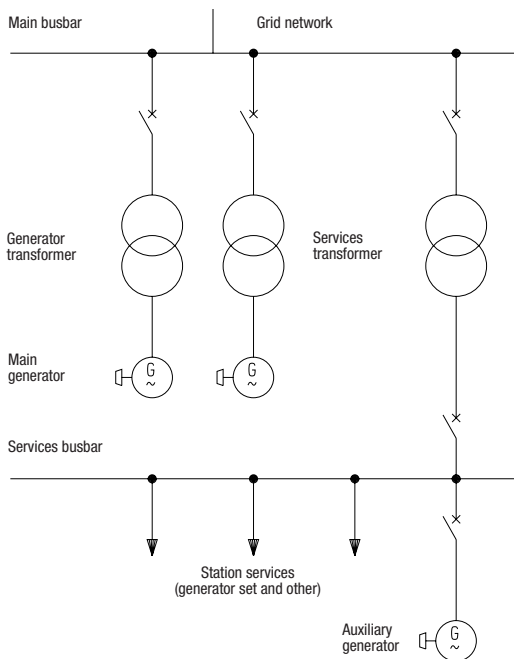 Main busbar
Grid network
Generator
transformer
Services
transformer
Main
generator
G
~
G
~
Services busbar
Station services
(generator set and other)
Auxiliary
generator
G
~